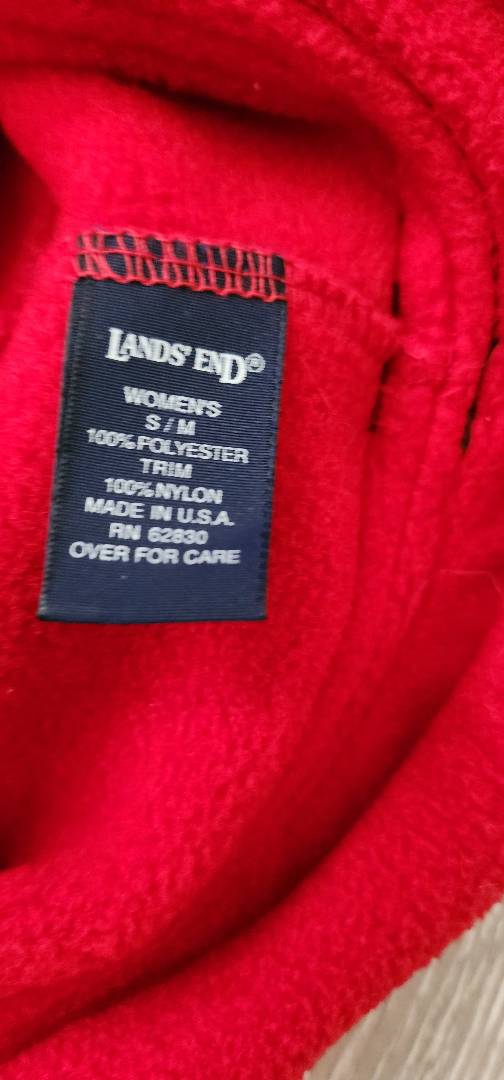 LANDS' END®
WOMEN'S
S / M
100% POLYESTER
TRIM
100% NYLON
MADE IN U.S.A.
RN 62830
OVER FOR CARE